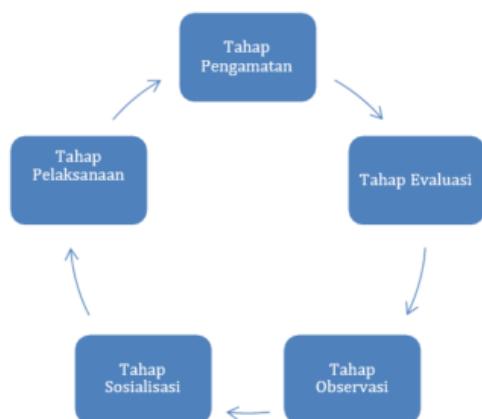 Tahap
Pengamatan
Tahap Evaluasi
Tahap
Observasi
Tahap
Sosialisasi
Tahap
Pelaksanaan